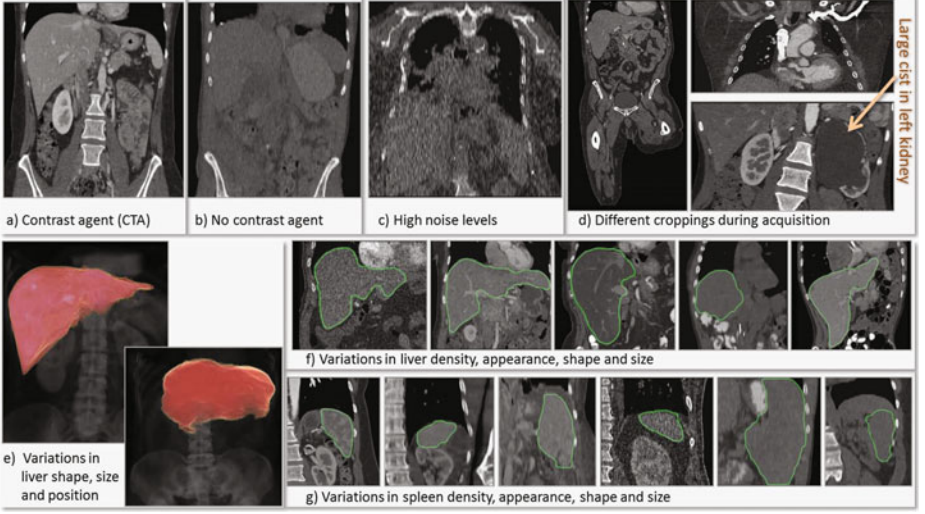 Large cist in left kidney
a) Contrast agent (CTA)
b) No contrast agent
c) High noise levels
d) Different croppings during acquisition
f) Variations in liver density, appearance, shape and size
e) Variations in
liver shape, size
and position
g) Variations in spleen density, appearance, shape and size